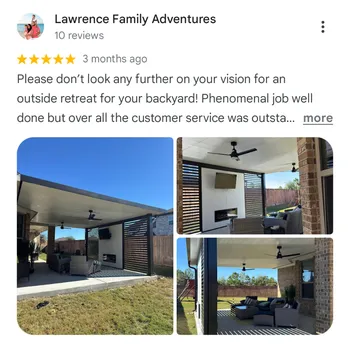 Lawrence Family Adventures
10 reviews
★★★★★ 3 months ago
Please don’t look any further on your vision for an
outside retreat for your backyard! Phenomenal job well
done but over all the customer service was outsta... more